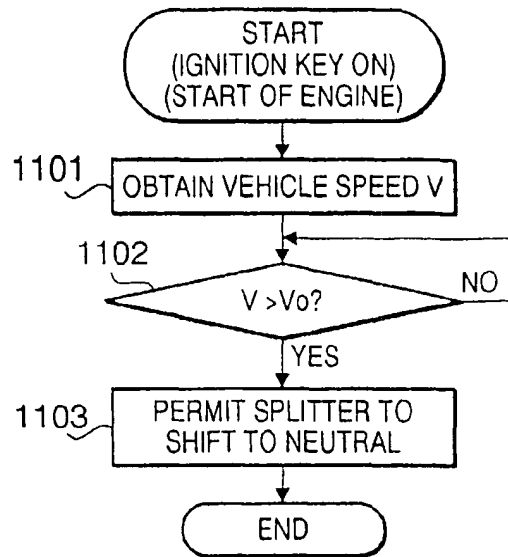 START
(IGNITION KEY ON)
(START OF ENGINE)
1101
OBTAIN VEHICLE SPEED V
1102
V >Vo?
NO
YES
1103
PERMIT SPLITTER TO
SHIFT TO NEUTRAL
END